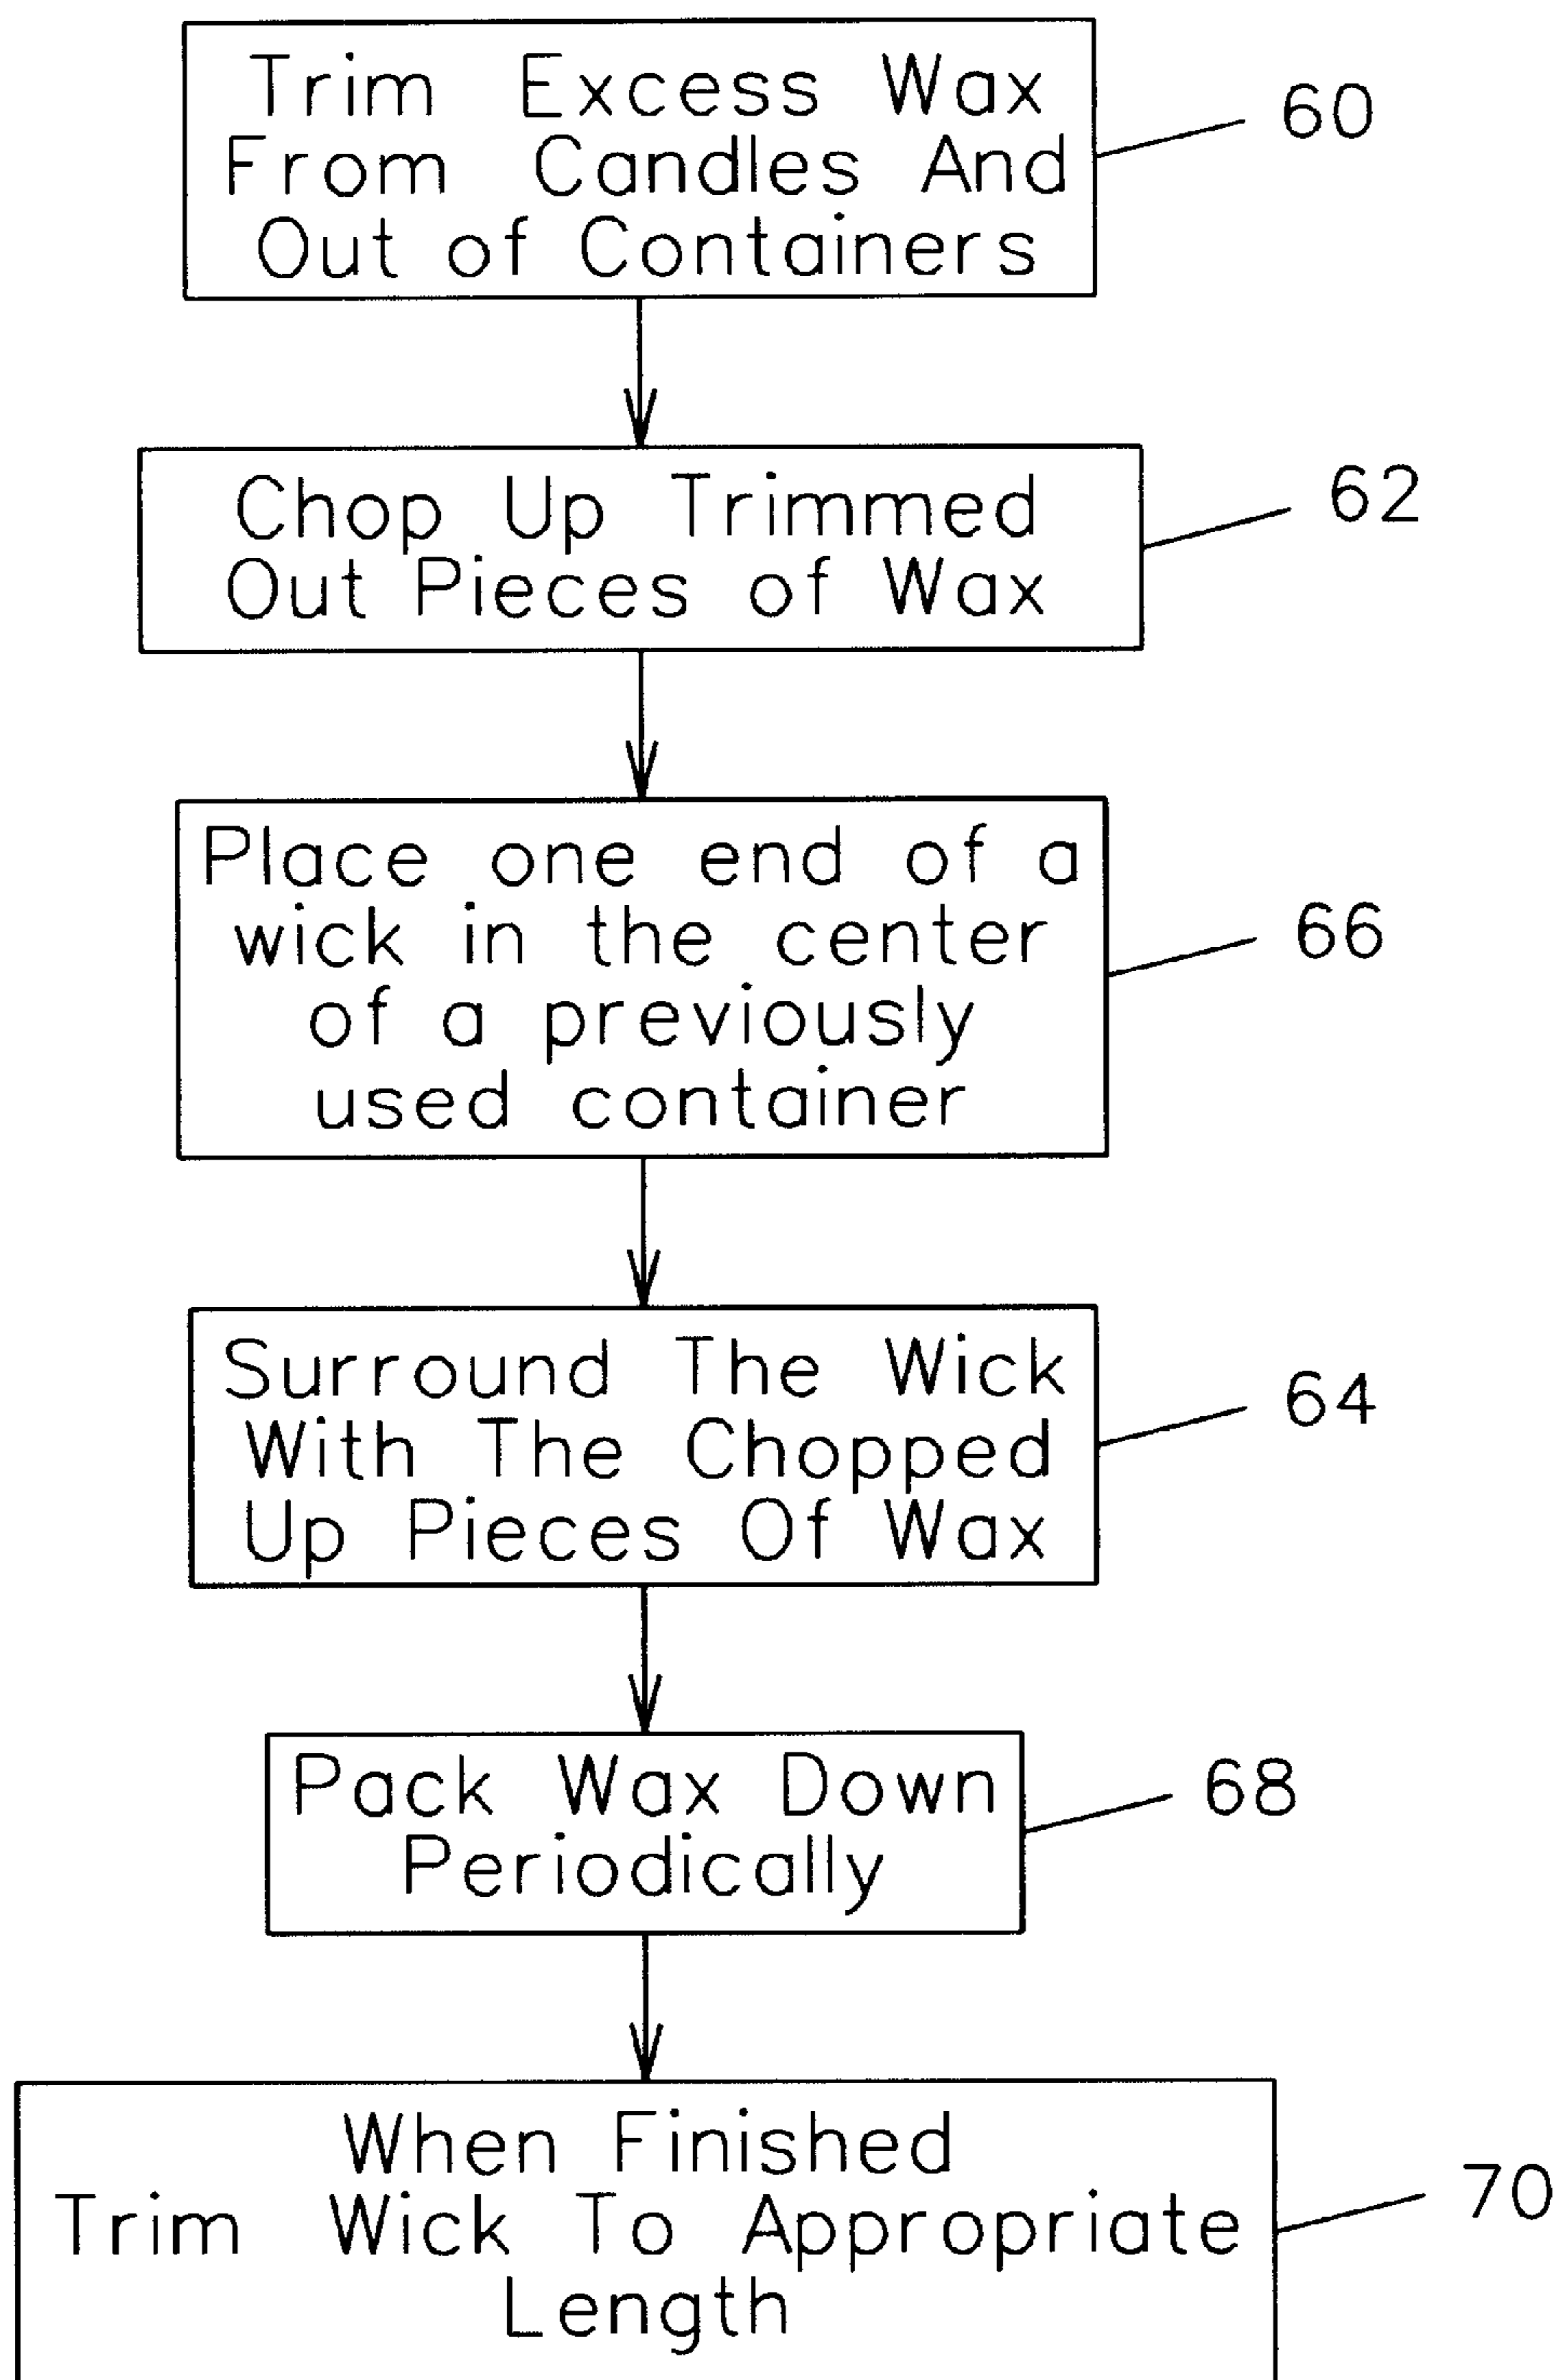 Trim Excess Wax
From Candles And
Out of Containers
60
Chop Up Trimmed
Out Pieces of Wax
62
Place one end of a
wick in the center
of a previously
used container
66
Surround The Wick
With The Chopped
Up Pieces Of Wax
64
Pack Wax Down
Periodically
68
When Finished
Trim Wick To Appropriate
Length
70